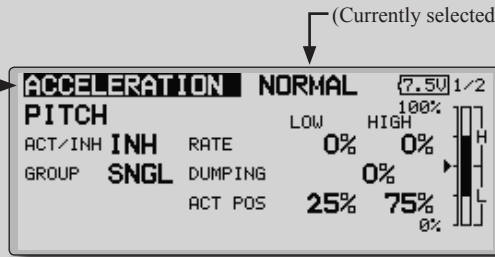 (Currently selected
ACCELERATION NORMAL 7.5V 1/2
PITCH LOW HIGH 100%
ACT/INH INH RATE 0% 0% H
GROUP SNGL DUMPING 0%
ACT POS 25% 75% L
0%